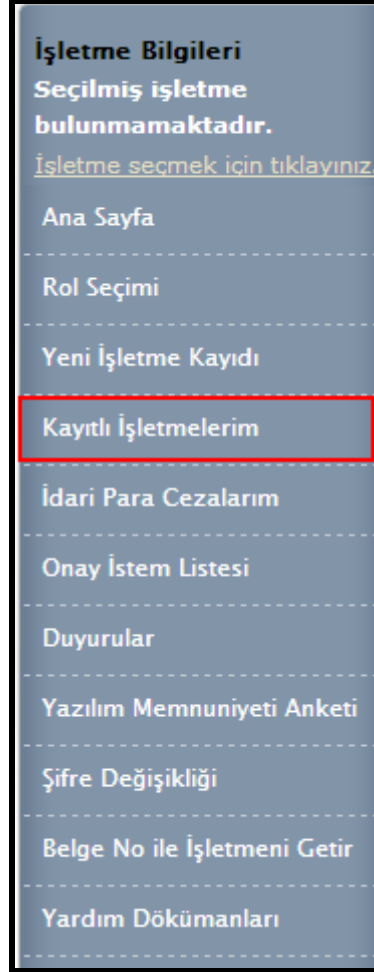 İşletme Bilgileri
Seçilmiş işletme
bulunmamaktadır.
İşletme seçmek için tıklayınız.
Ana Sayfa
Rol Seçimi
Yeni İşletme Kayıdı
Kayıtlı İşletmelerim
İdari Para Cezalarım
Onay İstem Listesi
Duyurular
Yazılım Memnuniyeti Anketi
Şifre Değişikliği
Belge No ile İşletmeni Getir
Yardım Dökümanları